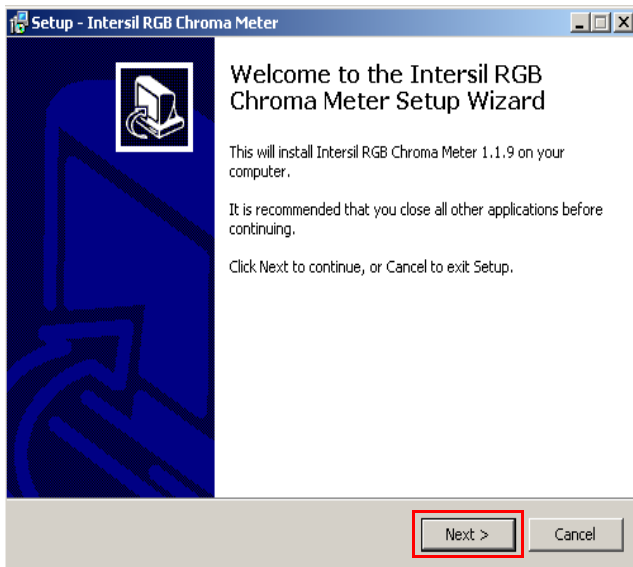 Setup - Intersil RGB Chroma Meter
Welcome to the Intersil RGB
Chroma Meter Setup Wizard
This will install Intersil RGB Chroma Meter 1.1.9 on your
computer.
It is recommended that you close all other applications before
continuing.
Click Next to continue, or Cancel to exit Setup.
Next >
Cancel